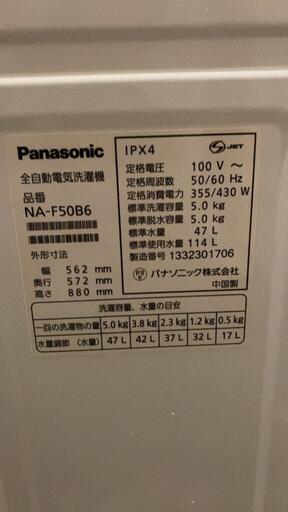 Panasonic
全自動電気洗濯機
品番
NA-F50B6
外形寸法
幅 562 mm
奥行 572 mm
高さ 880 mm
IPX4
JET
定格電圧 100 V ～
定格周波数 50/60 Hz
定格消費電力 355/430 W
標準洗濯容量 5.0 kg
標準脱水容量 5.0 kg
標準水量 47 L
標準使用水量 114 L
製造番号 1332301706
パナソニック株式会社
中国製
洗濯容量、水量の目安
一回の洗濯物の量 5.0 kg 3.8 kg 2.3 kg 1.2 kg 0.5 kg
水量調節 (水量) 47 L 42 L 37 L 32 L 17 L